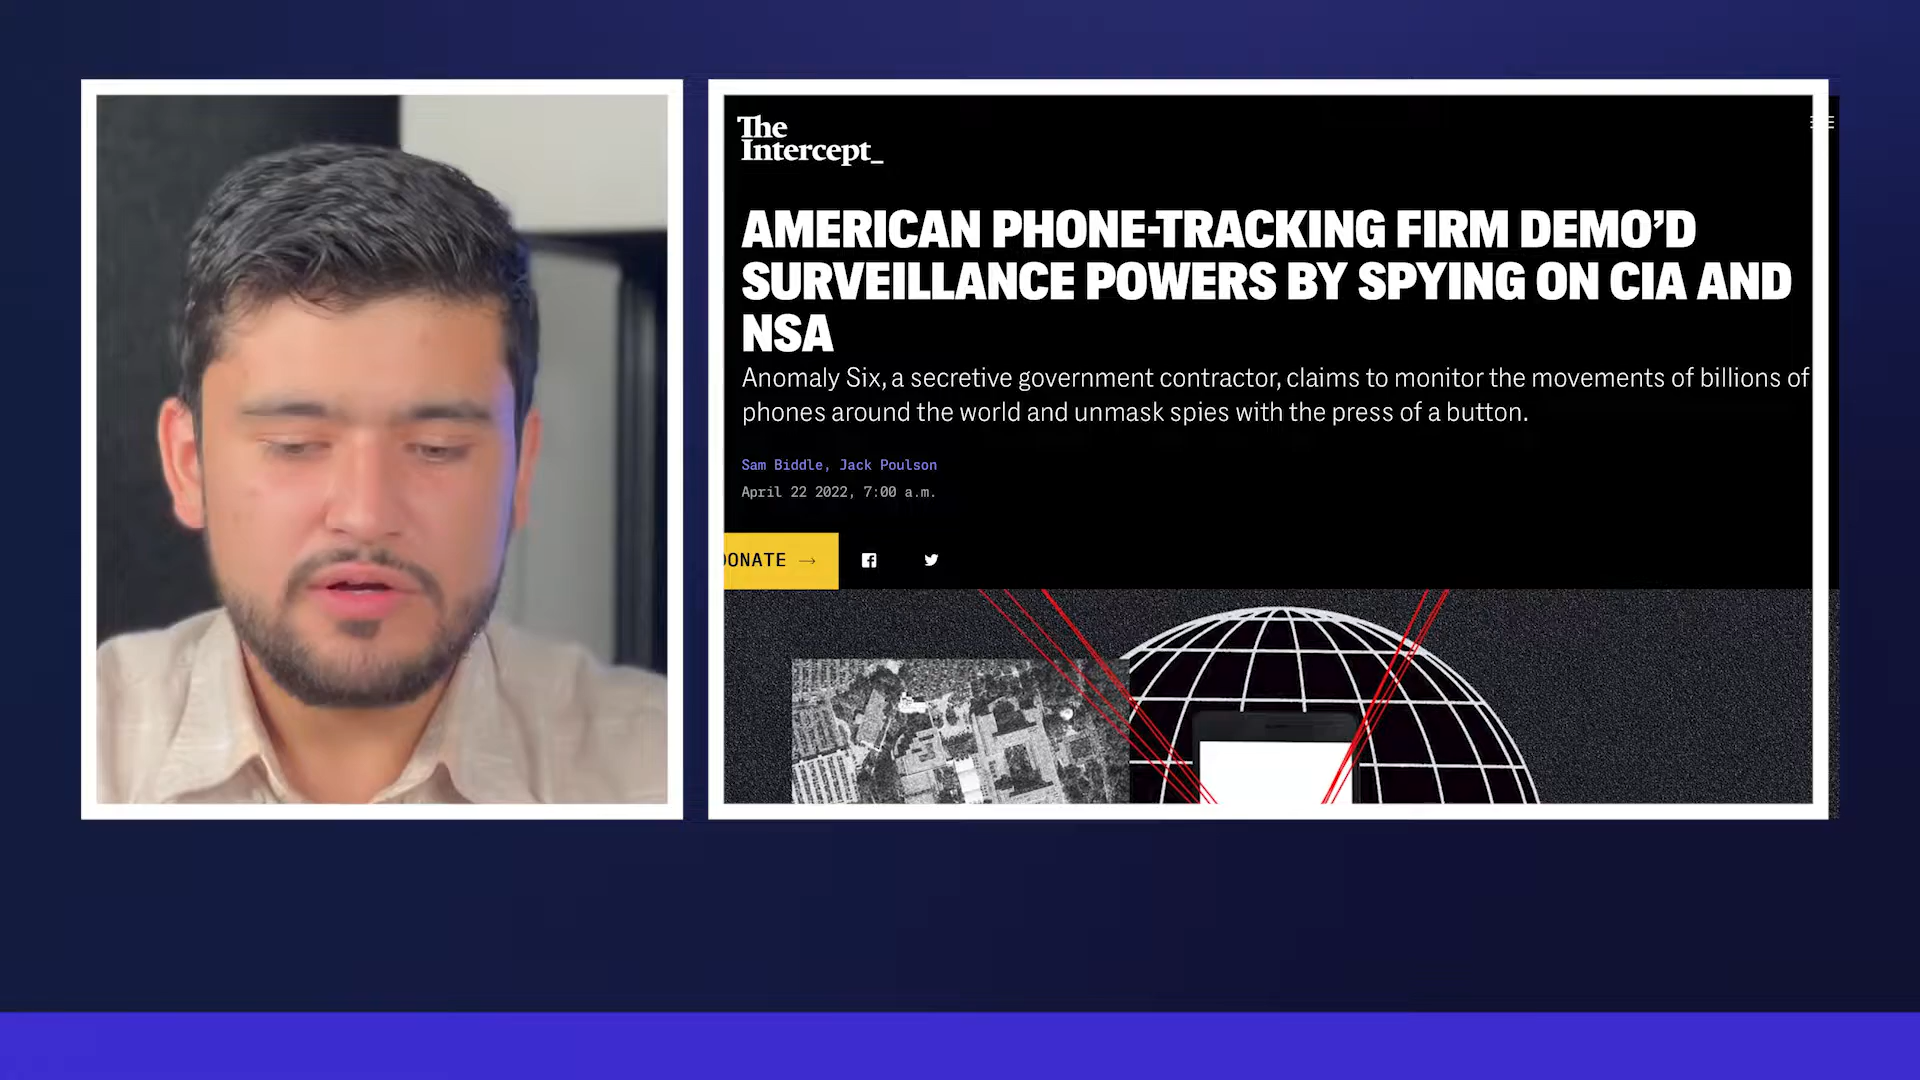 The
Intercept_
AMERICAN PHONE-TRACKING FIRM DEMO’D
SURVEILLANCE POWERS BY SPYING ON CIA AND
NSA
Anomaly Six, a secretive government contractor, claims to monitor the movements of billions of
phones around the world and unmask spies with the press of a button.
Sam Biddle, Jack Poulson
April 22 2022, 7:00 a.m.
DONATE →